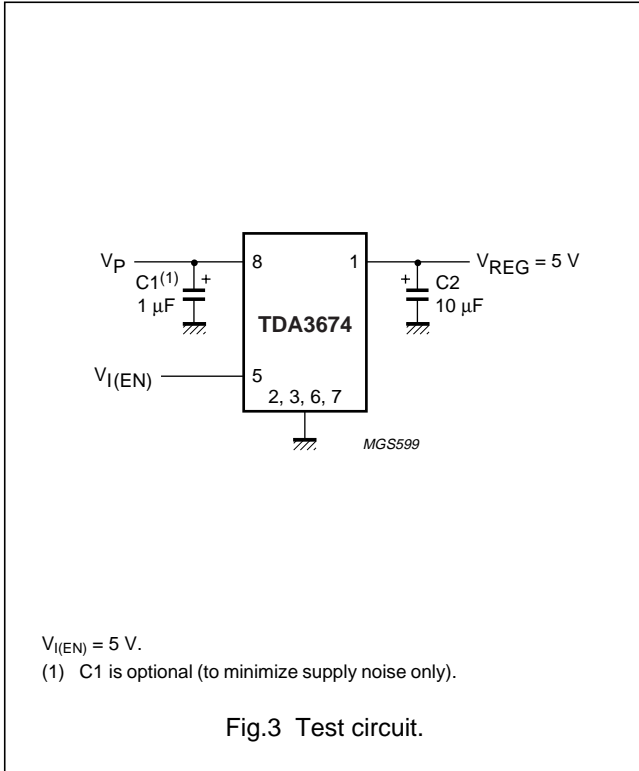 V_P
8
1
V_REG = 5 V
C1(1) +
1 µF
+ C2
10 µF
TDA3674
V_I(EN)
5
2, 3, 6, 7
MGS599
V_I(EN) = 5 V.
(1) C1 is optional (to minimize supply noise only).
Fig.3 Test circuit.